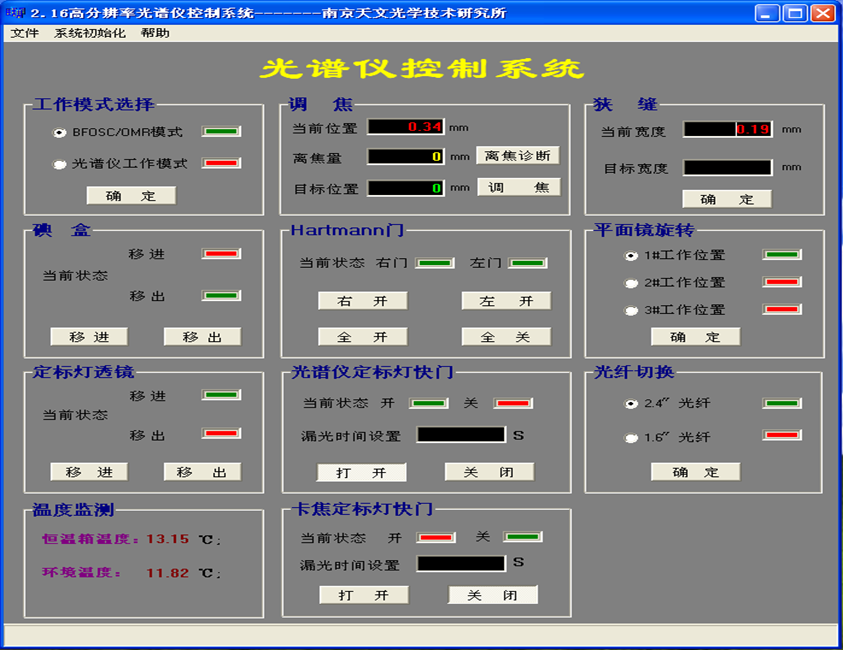 2.16高分辨率光谱仪控制系统-------南京天文光学技术研究所
文件 系统初始化 帮助
光谱仪控制系统
工作模式选择
BFOSC/OMR模式
光谱仪工作模式
确 定
调 焦
当前位置 0.34 mm
离焦量 0 mm 离焦诊断
目标位置 0 mm 调 焦
狭 缝
当前宽度 0.19 mm
目标宽度 mm
确 定
碘 盒
移 进
当前状态
移 出
移 进 移 出
Hartmann门
当前状态 右门 左门
右 开 左 开
全 开 全 关
平面镜旋转
1#工作位置
2#工作位置
3#工作位置
确 定
定标灯透镜
移 进
当前状态
移 出
移 进 移 出
光谱仪定标灯快门
当前状态 开 关
漏光时间设置 S
打 开 关 闭
光纤切换
2.4″ 光纤
1.6″ 光纤
确 定
温度监测
恒温箱温度: 13.15 ℃;
环境温度: 11.82 ℃;
卡焦定标灯快门
当前状态 开 关
漏光时间设置 S
打 开 关 闭